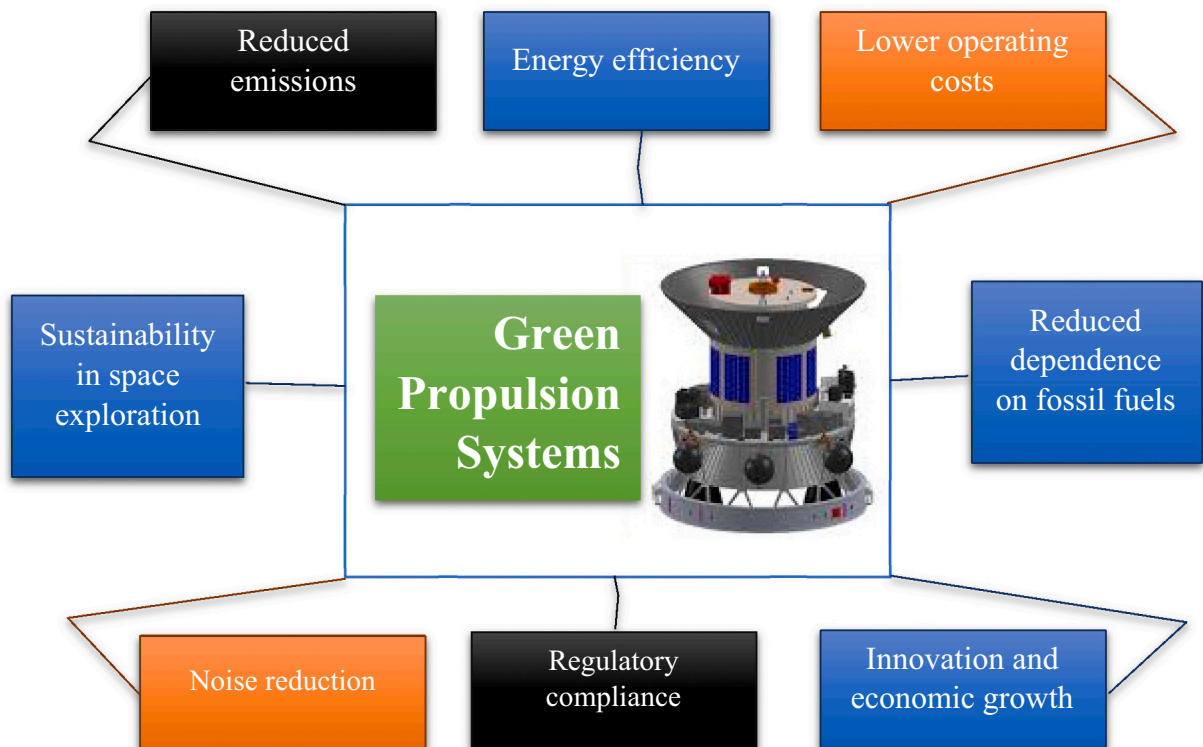 Reduced
emissions
Energy efficiency
Lower operating
costs
Sustainability
in space
exploration
Green
Propulsion
Systems
Reduced
dependence
on fossil fuels
Noise reduction
Regulatory
compliance
Innovation and
economic growth